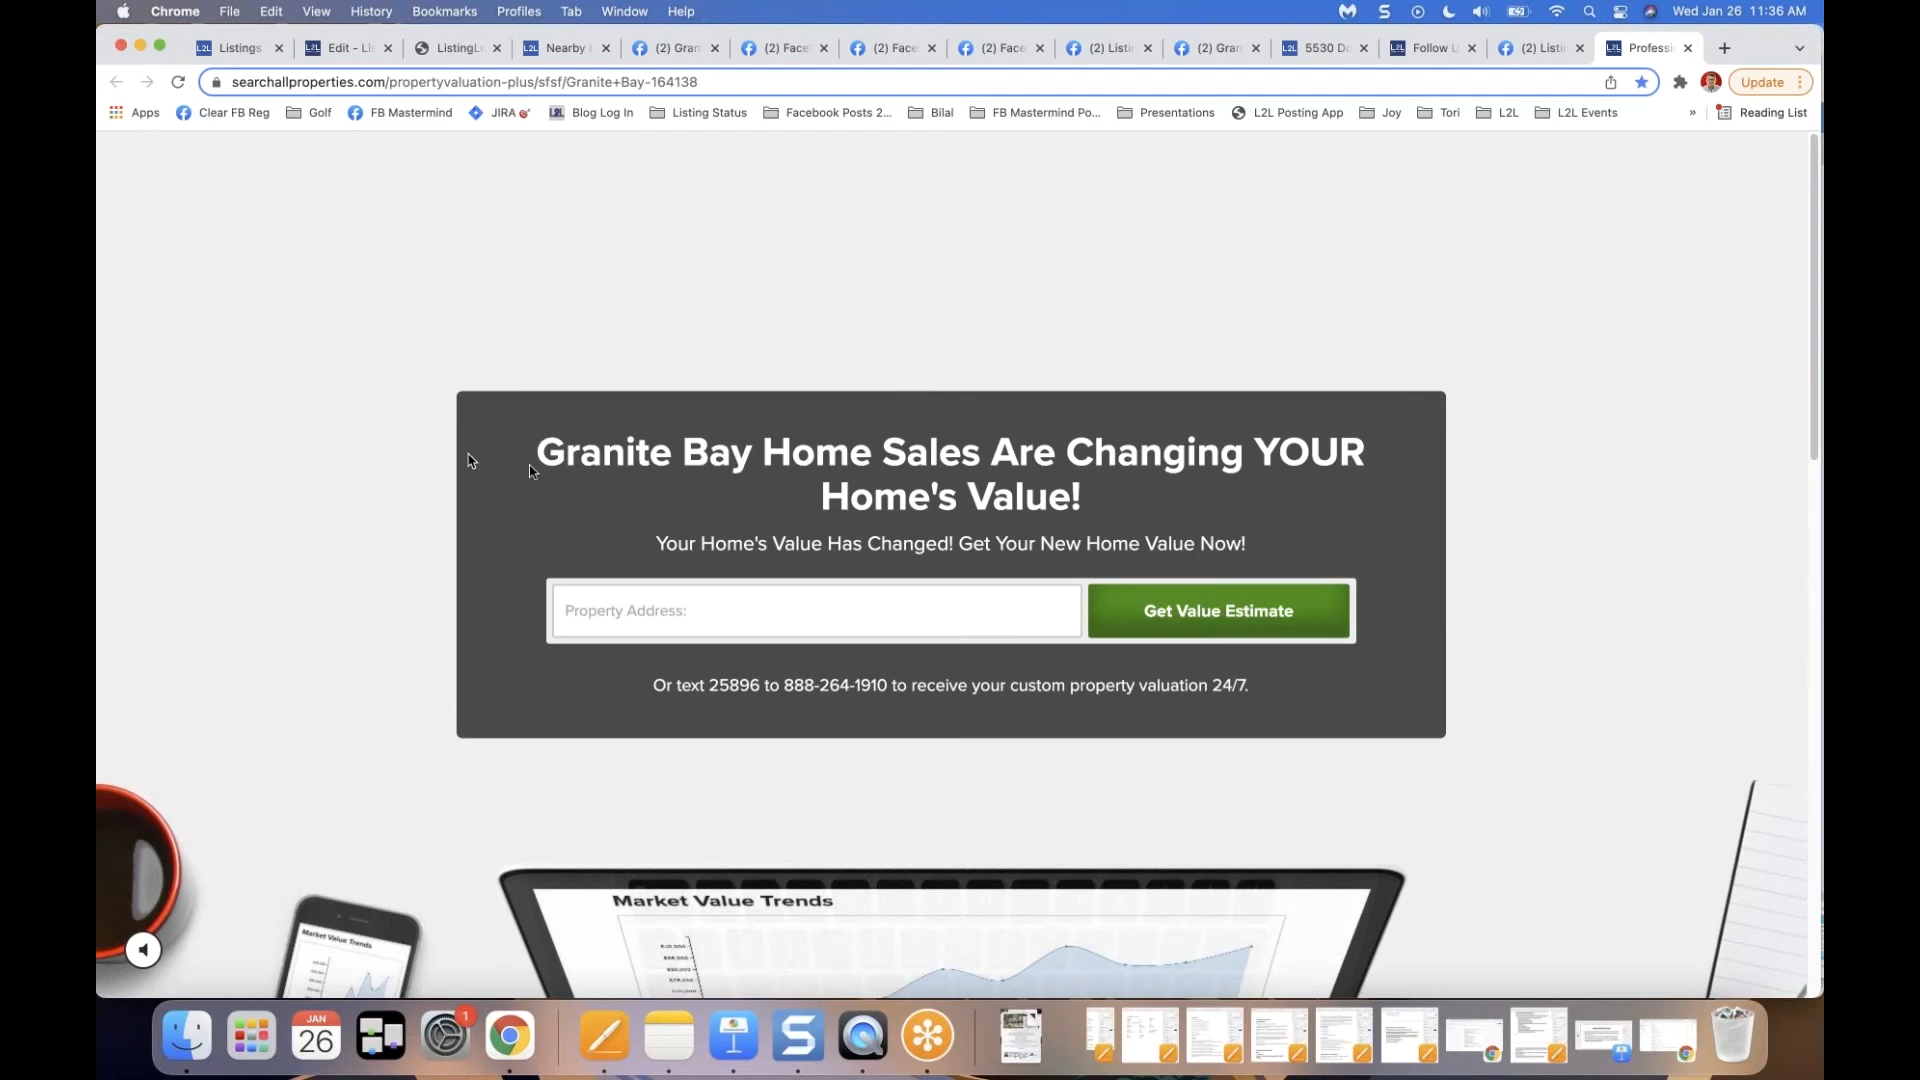 Chrome File Edit View History Bookmarks Profiles Tab Window Help Wed Jan 26 11:36 AM
Listings Edit - Li ListingL Nearby (2) Gran (2) Face (2) Face (2) Face (2) Listin (2) Gran 5530 Do Follow U (2) Listin Professi
searchallproperties.com/propertyvaluation-plus/sfsf/Granite+Bay-164138 Update
Apps Clear FB Reg Golf FB Mastermind JIRA Blog Log In Listing Status Facebook Posts 2... Bilal FB Mastermind Po... Presentations L2L Posting App Joy Tori L2L L2L Events » Reading List
Granite Bay Home Sales Are Changing YOUR
Home's Value!
Your Home's Value Has Changed! Get Your New Home Value Now!
Property Address: Get Value Estimate
Or text 25896 to 888-264-1910 to receive your custom property valuation 24/7.
Market Value Trends
Market Value Trends
JAN
26
1